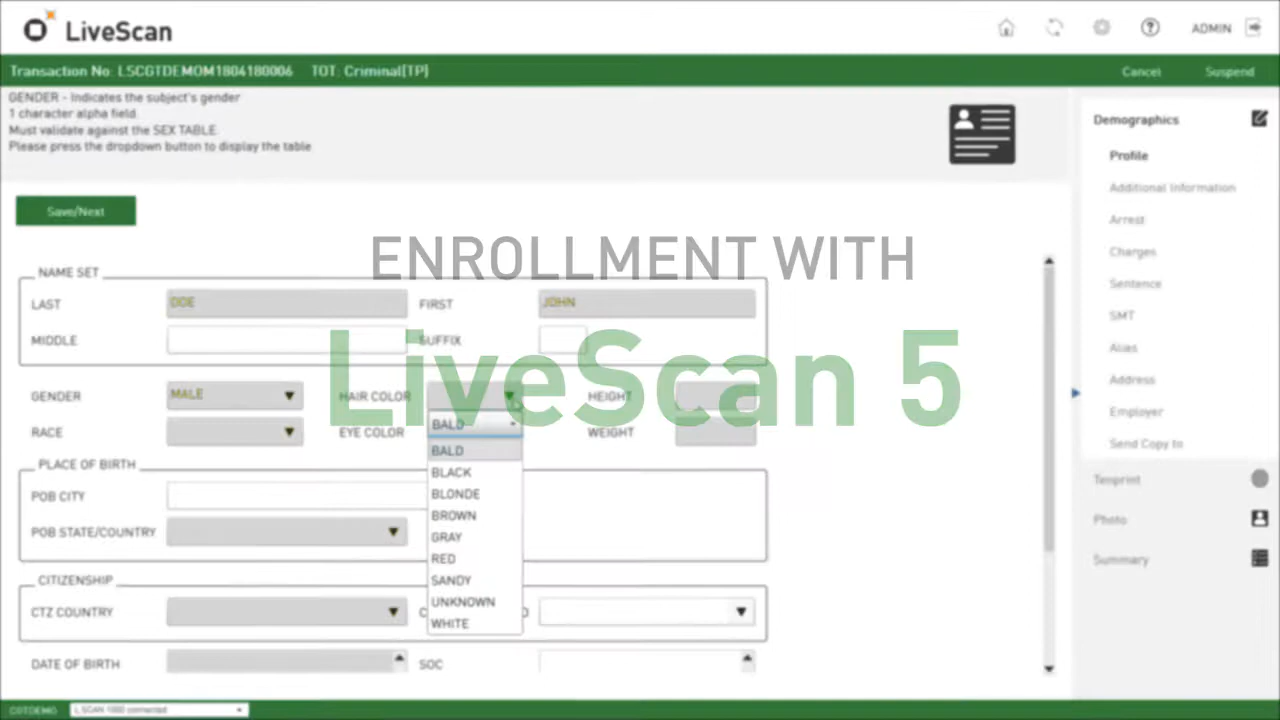 LiveScan
ADMIN
Transaction No: LSCGTDEMOM1804180006 TOT: Criminal(TP)
Cancel Suspend
GENDER - Indicates the subject's gender
1 character alpha field.
Must validate against the SEX TABLE.
Please press the dropdown button to display the table
Save/Next
ENROLLMENT WITH
LiveScan 5
NAME SET
LAST DOE FIRST JOHN
MIDDLE SUFFIX
GENDER MALE HAIR COLOR HEIGHT
RACE EYE COLOR BALD WEIGHT
BALD
BLACK
BLONDE
BROWN
GRAY
RED
SANDY
UNKNOWN
WHITE
PLACE OF BIRTH
POB CITY
POB STATE/COUNTRY
CITIZENSHIP
CTZ COUNTRY
DATE OF BIRTH SOC
Demographics
Profile
Additional Information
Arrest
Charges
Sentence
SMT
Alias
Address
Employer
Send Copy to
Tenprint
Photo
Summary
CGTDEMO L SCAN 1000 connected